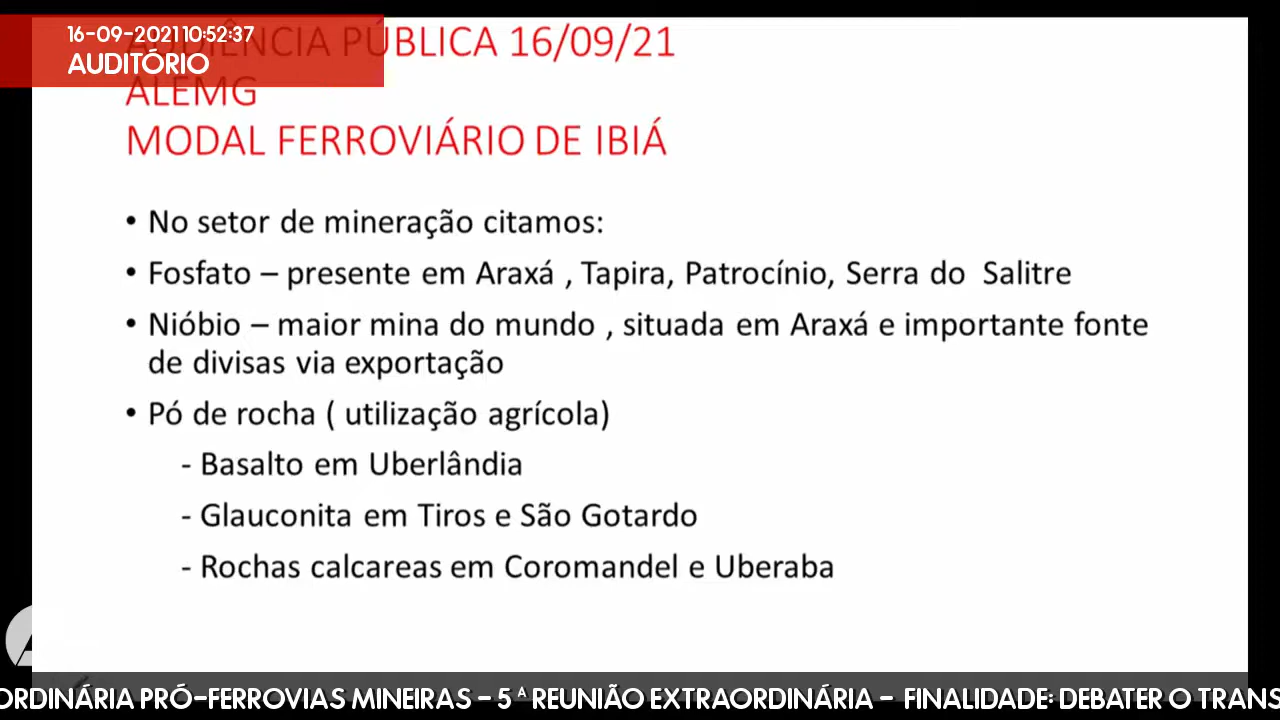 16-09-2021 10:52:37
AUDITÓRIO
AUDIÊNCIA PÚBLICA 16/09/21
ALEMG
MODAL FERROVIÁRIO DE IBIÁ
• No setor de mineração citamos:
• Fosfato – presente em Araxá , Tapira, Patrocínio, Serra do Salitre
• Nióbio – maior mina do mundo , situada em Araxá e importante fonte
de divisas via exportação
• Pó de rocha ( utilização agrícola)
- Basalto em Uberlândia
- Glauconita em Tiros e São Gotardo
- Rochas calcareas em Coromandel e Uberaba
ORDINÁRIA PRÓ-FERROVIAS MINEIRAS - 5 ª REUNIÃO EXTRAORDINÁRIA - FINALIDADE: DEBATER O TRANS